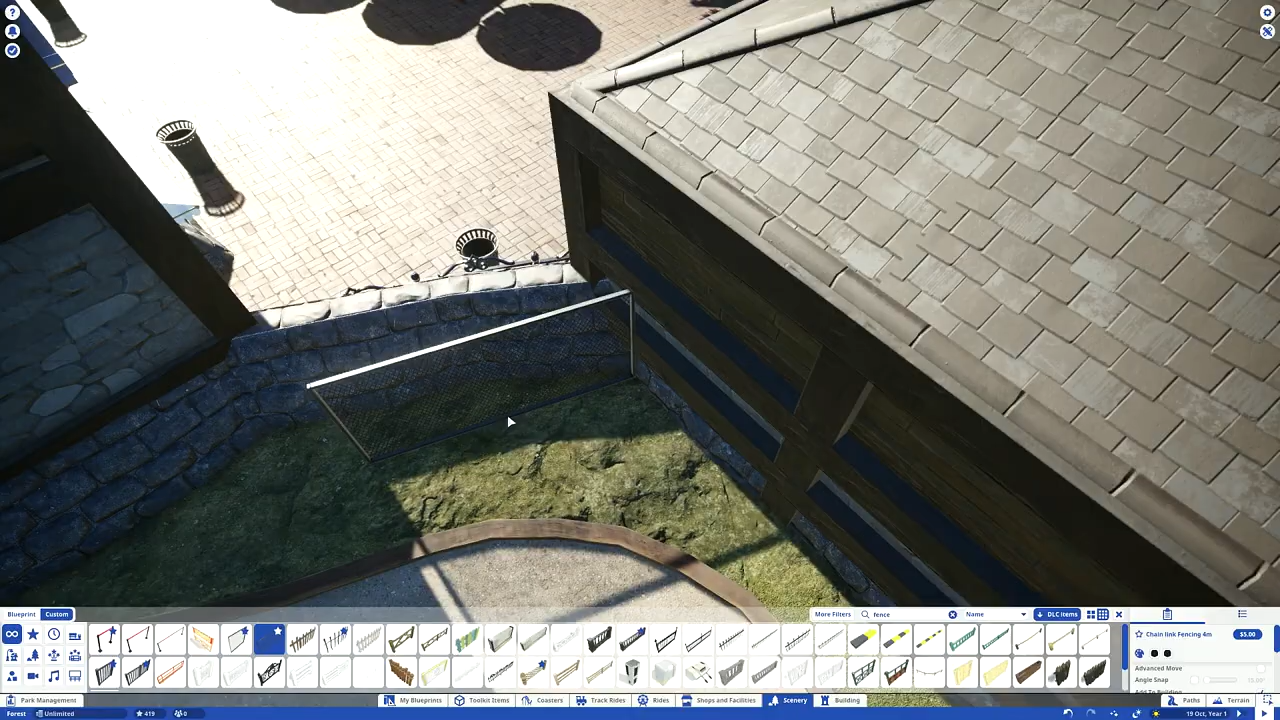 ?
Blueprint
Custom
More Filters
fence
Name
DLC Items
Chain link Fencing 4m
$5.00
Advanced Move
Angle Snap
Park Management
My Blueprints
Toolkit Items
Coasters
Track Rides
Rides
Shops and Facilities
Scenery
Building
Paths
Terrain
Forest
Unlimited
419
0
19 Oct, Year 1